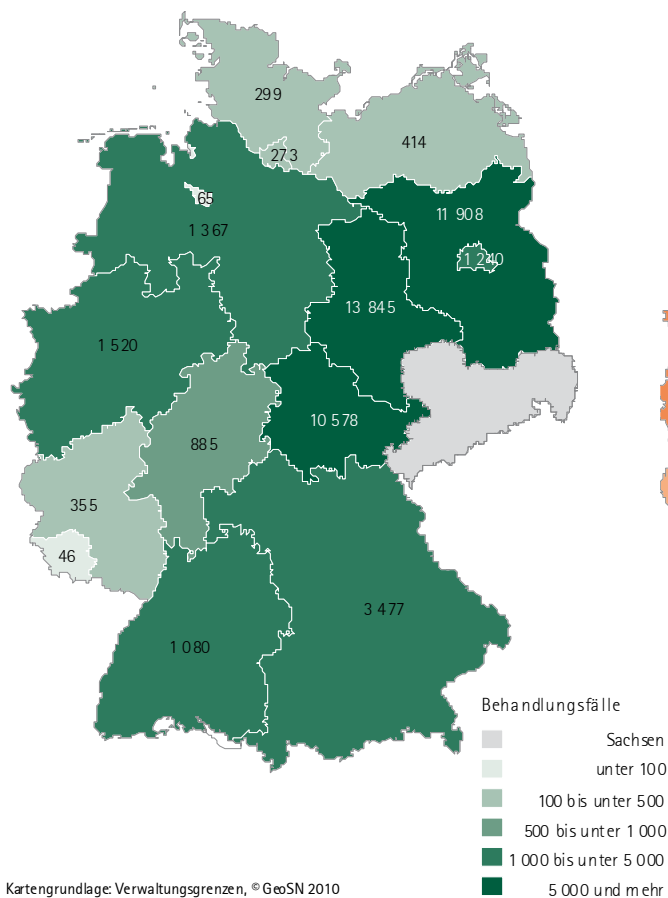 299
414
273
65
11 908
1 367
1 240
13 845
1 520
10 578
885
355
46
3 477
1 080
Behandlungsfälle
Sachsen
unter 100
100 bis unter 500
500 bis unter 1 000
1 000 bis unter 5 000
5 000 und mehr
Kartengrundlage: Verwaltungsgrenzen, © GeoSN 2010